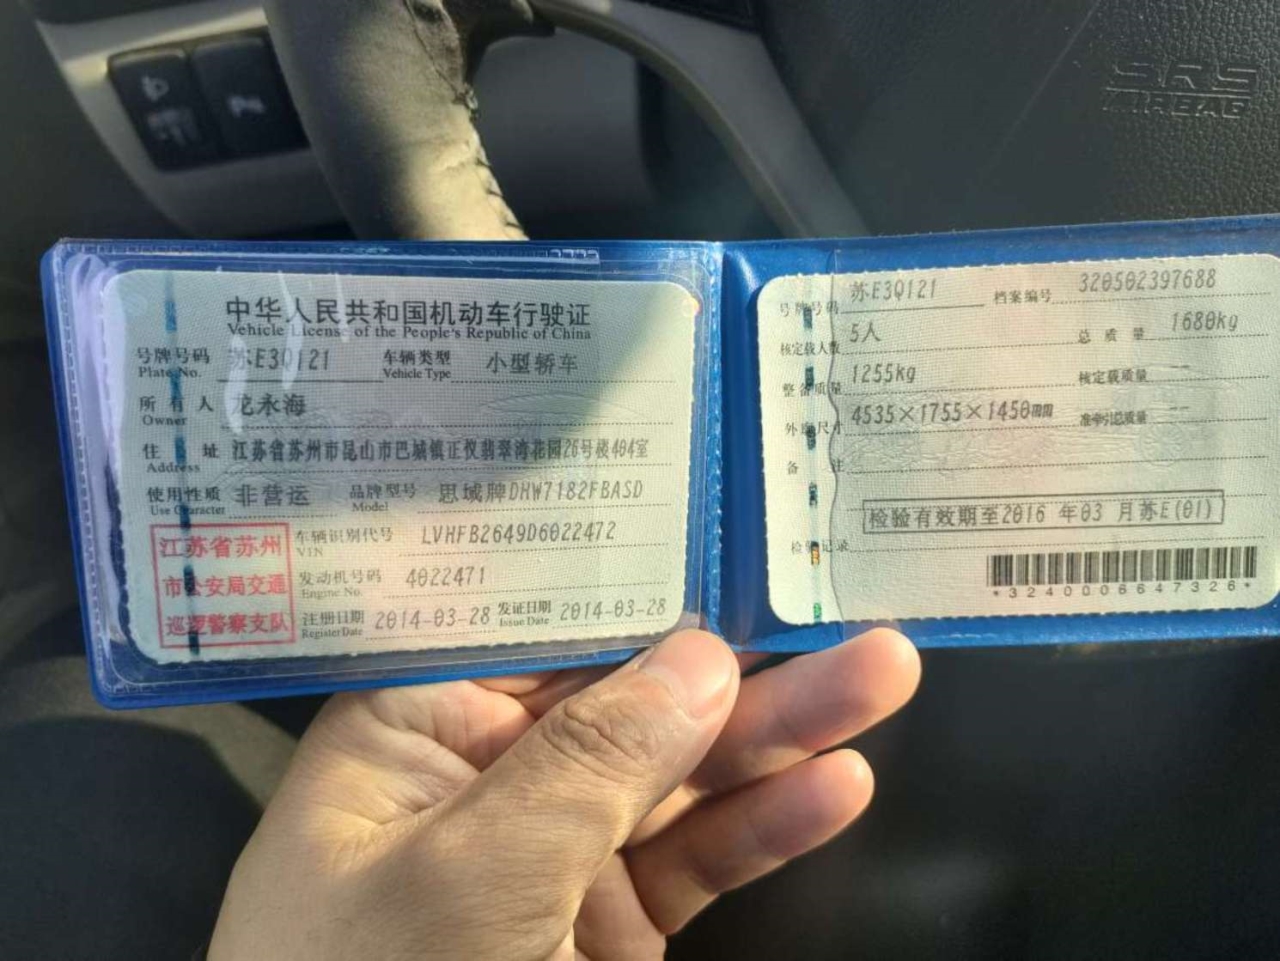 SRS
AIRBAG
中华人民共和国机动车行驶证
Vehicle License of the People's Republic of China
号牌号码 苏E3Q121 车辆类型 小型轿车
Plate No. Vehicle Type
所有人 龙永海
Owner
住址 江苏省苏州市昆山市巴城镇正仪翡翠湾花园26号楼404室
Address
使用性质 非营运 品牌型号 思域牌DHW7182FBASD
Use Character Model
江苏省苏州
市公安局交通
巡逻警察支队
车辆识别代号 LVHFB2649D6022472
VIN
发动机号码 4022471
Engine No.
注册日期 2014-03-28 发证日期 2014-03-28
Register Date Issue Date
号牌号码 苏E3Q121 档案编号 320502397688
核定载人数 5人 总质量 1680kg
整备质量 1255kg 核定载质量 --
外廓尺寸 4535×1755×1450mm 准牵引总质量 --
备注
检验有效期至2016年03月苏E(01)
检验记录
*3240006647326*